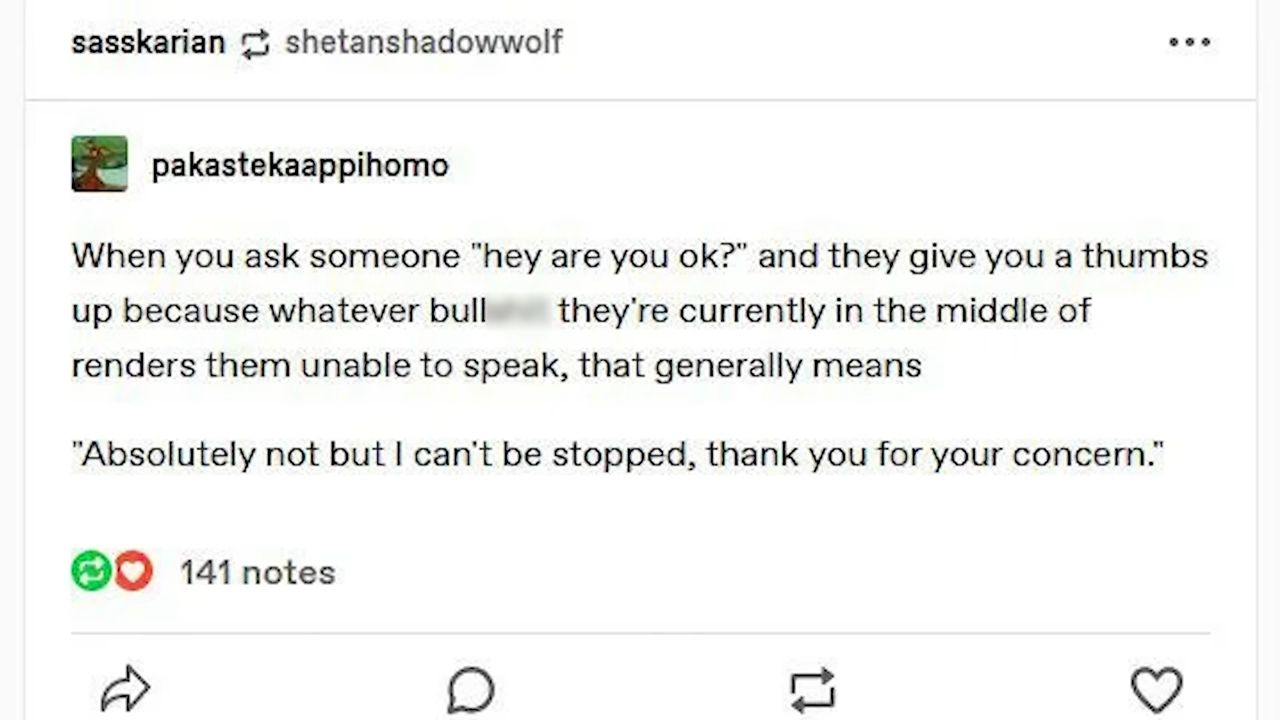 sasskarian shetanshadowwolf
pakastekaappihomo
When you ask someone "hey are you ok?" and they give you a thumbs
up because whatever bull they're currently in the middle of
renders them unable to speak, that generally means
"Absolutely not but I can't be stopped, thank you for your concern."
141 notes